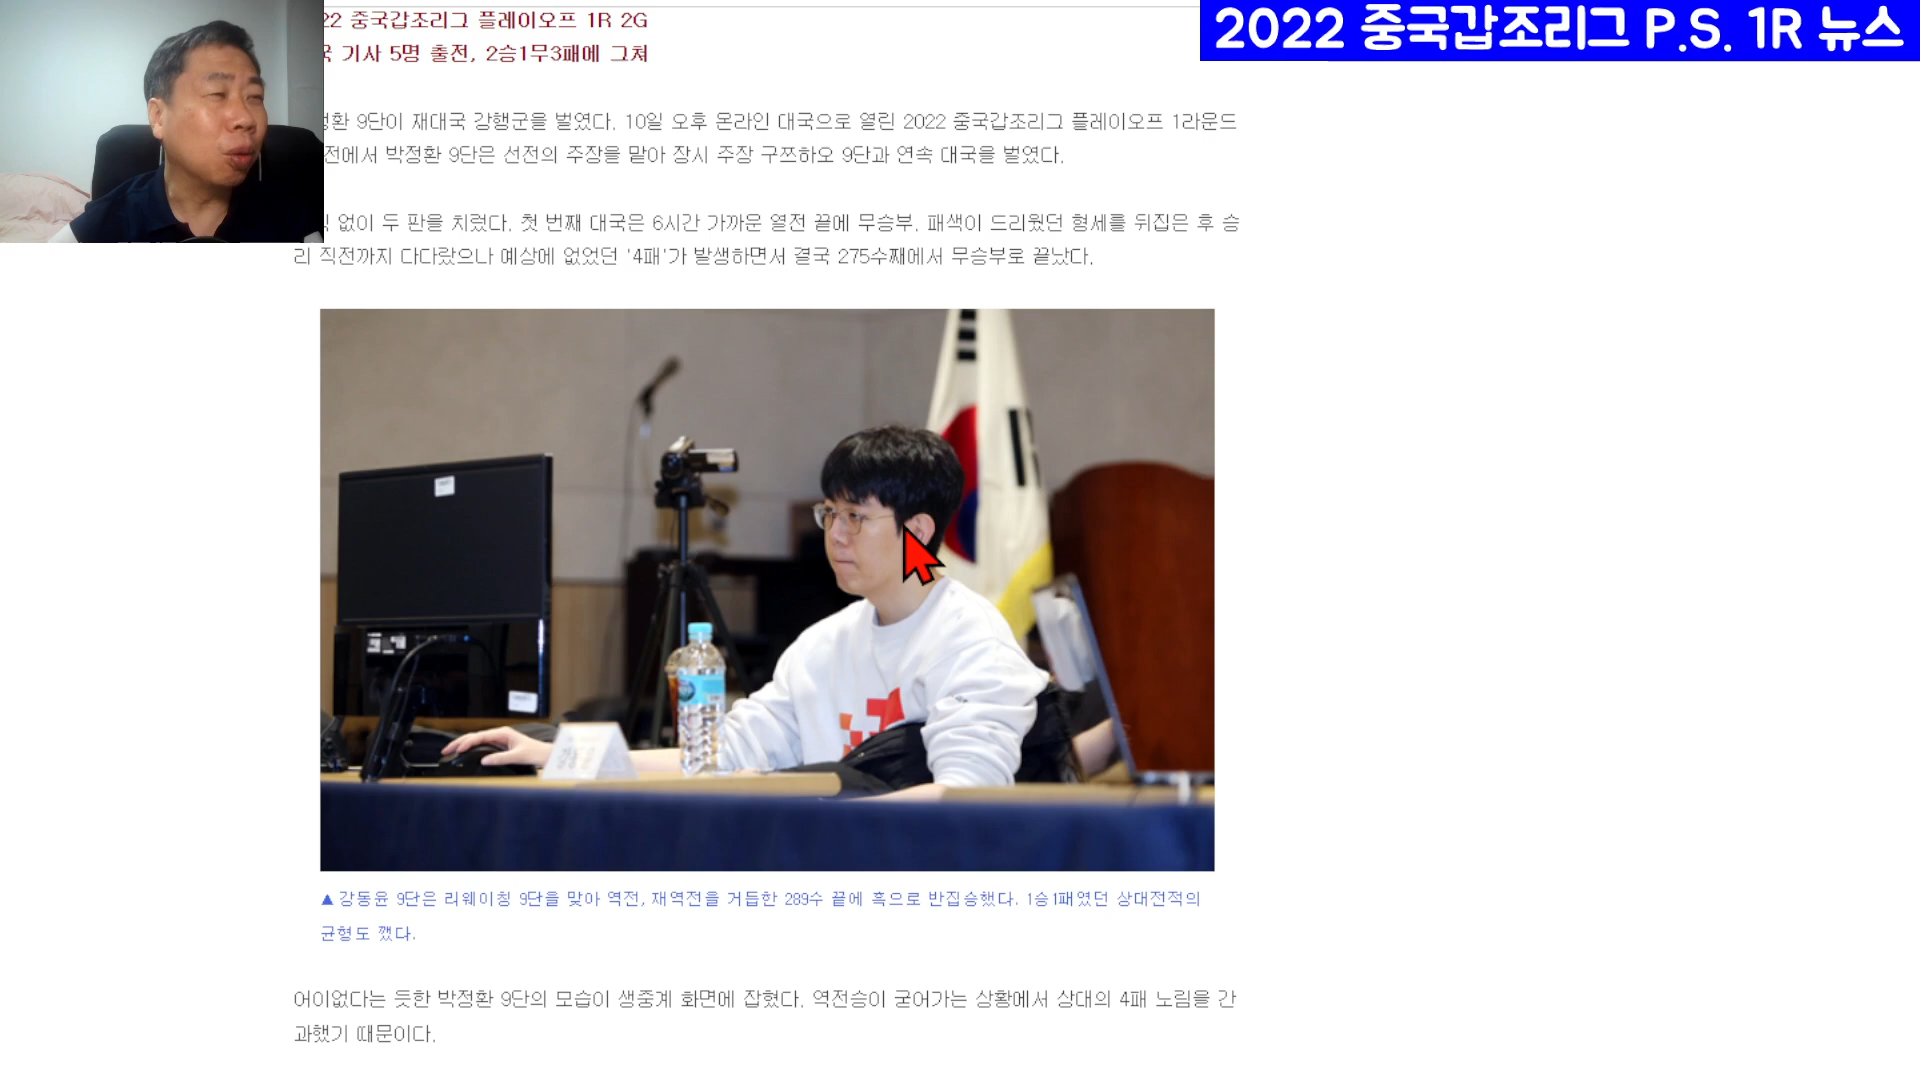 22 중국갑조리그 플레이오프 1R 2G
2022 중국갑조리그 P.S. 1R 뉴스
기사 5명 출전, 2승1무3패에 그쳐
환 9단이 재대국 강행군을 벌였다. 10일 오후 온라인 대국으로 열린 2022 중국갑조리그 플레이오프 1라운드
전에서 박정환 9단은 선전의 주장을 맡아 장시 주장 구쯔하오 9단과 연속 대국을 벌였다.
없이 두 판을 치렀다. 첫 번째 대국은 6시간 가까운 열전 끝에 무승부. 패색이 드리웠던 형세를 뒤집은 후 승
리 직전까지 다다랐으나 예상에 없었던 '4패'가 발생하면서 결국 275수째에서 무승부로 끝났다.
▲ 강동윤 9단은 리웨이칭 9단을 맞아 역전, 재역전을 거듭한 289수 끝에 흑으로 반집승했다. 1승1패였던 상대전적의
균형도 깼다.
어이없다는 듯한 박정환 9단의 모습이 생중계 화면에 잡혔다. 역전승이 굳어가는 상황에서 상대의 4패 노림을 간
과했기 때문이다.